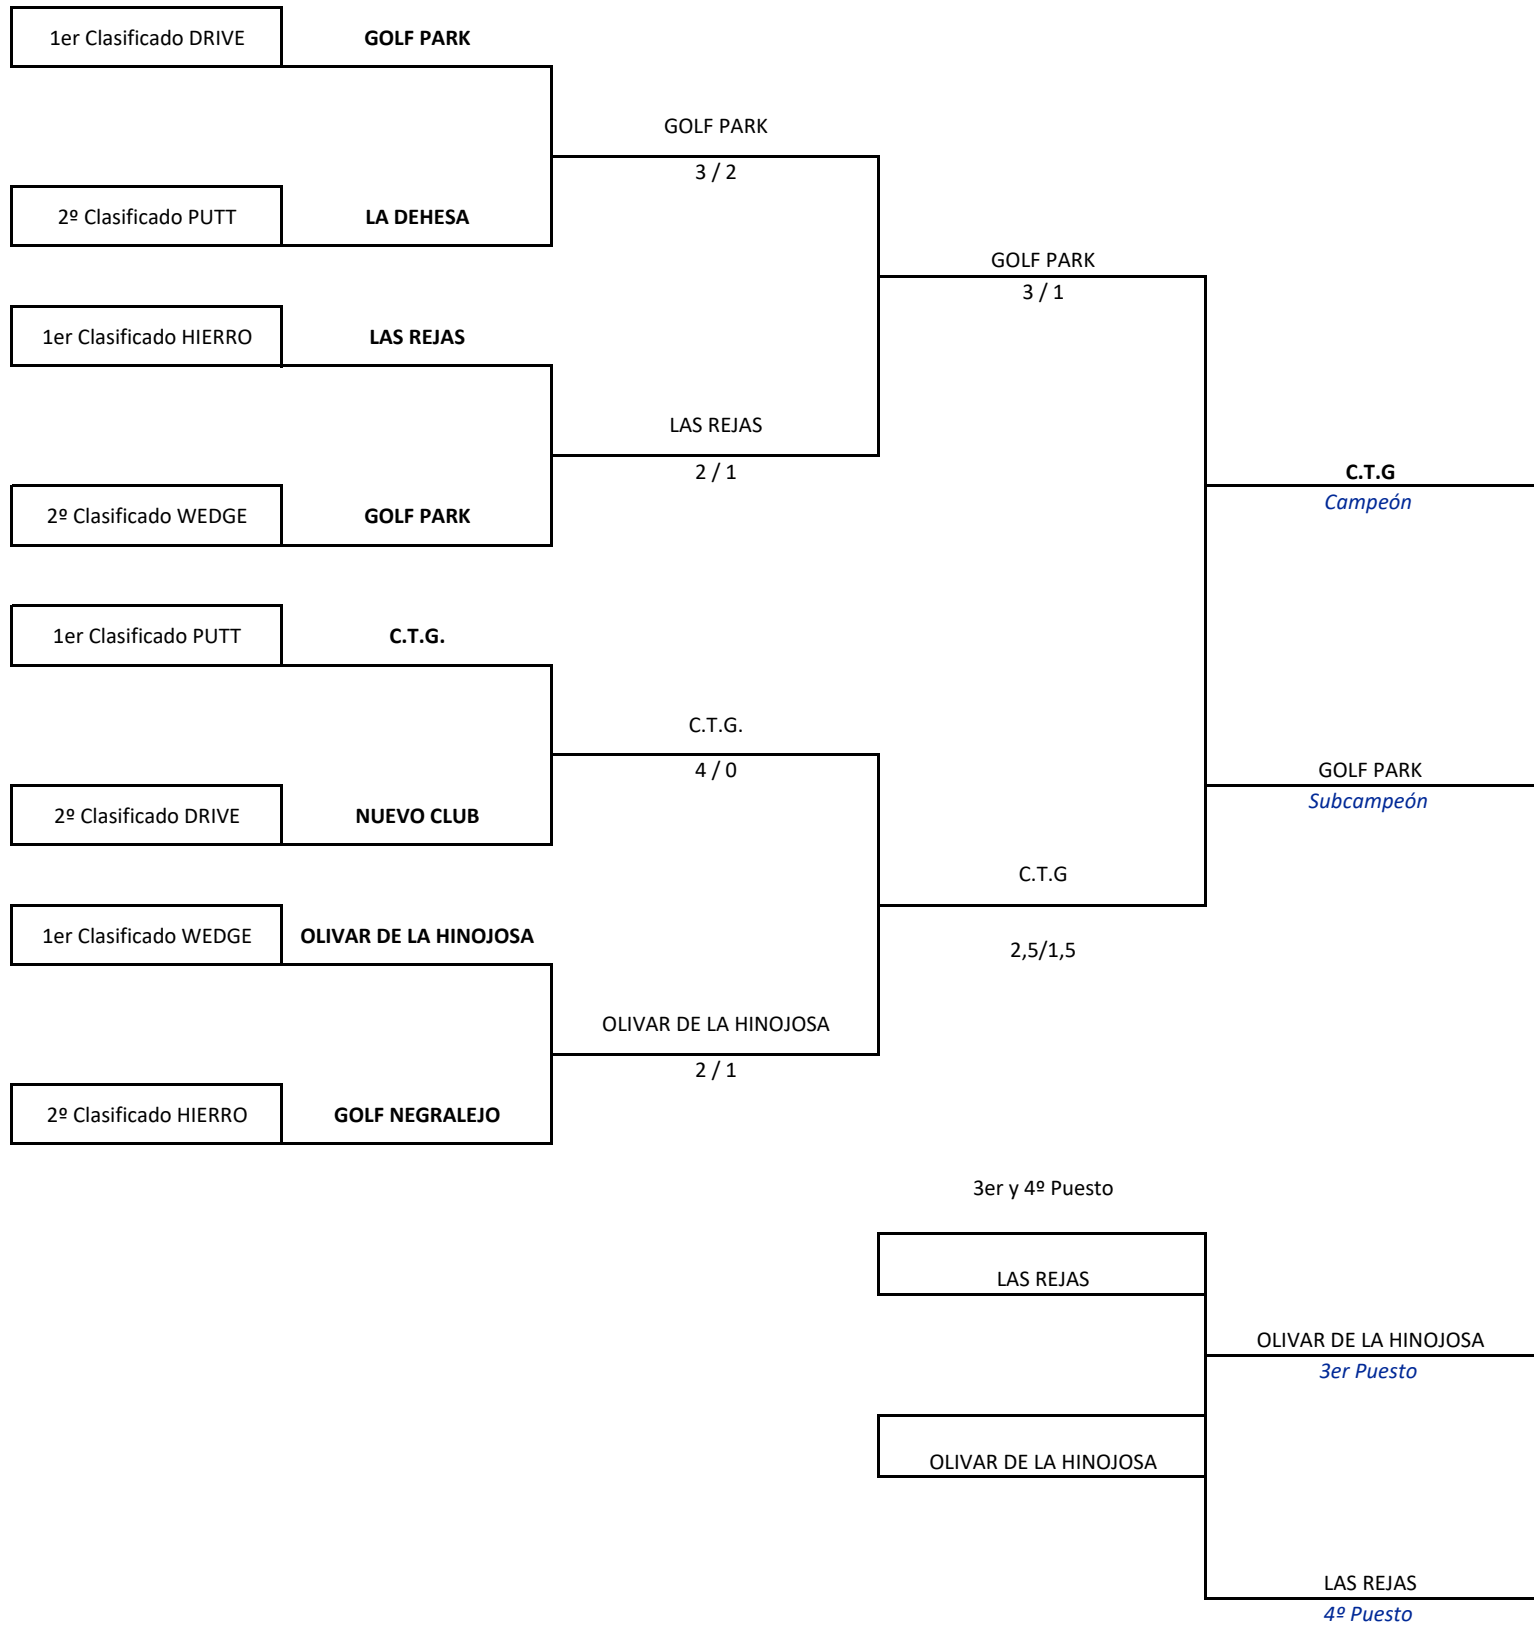 1er Clasificado DRIVE GOLF PARK
GOLF PARK
3 / 2
2º Clasificado PUTT LA DEHESA
GOLF PARK
3 / 1
1er Clasificado HIERRO LAS REJAS
LAS REJAS
2 / 1
C.T.G
Campeón
2º Clasificado WEDGE GOLF PARK
1er Clasificado PUTT C.T.G.
C.T.G.
4 / 0
GOLF PARK
Subcampeón
2º Clasificado DRIVE NUEVO CLUB
C.T.G
1er Clasificado WEDGE OLIVAR DE LA HINOJOSA
2,5/1,5
OLIVAR DE LA HINOJOSA
2 / 1
2º Clasificado HIERRO GOLF NEGRALEJO
3er y 4º Puesto
LAS REJAS
OLIVAR DE LA HINOJOSA
3er Puesto
OLIVAR DE LA HINOJOSA
LAS REJAS
4º Puesto